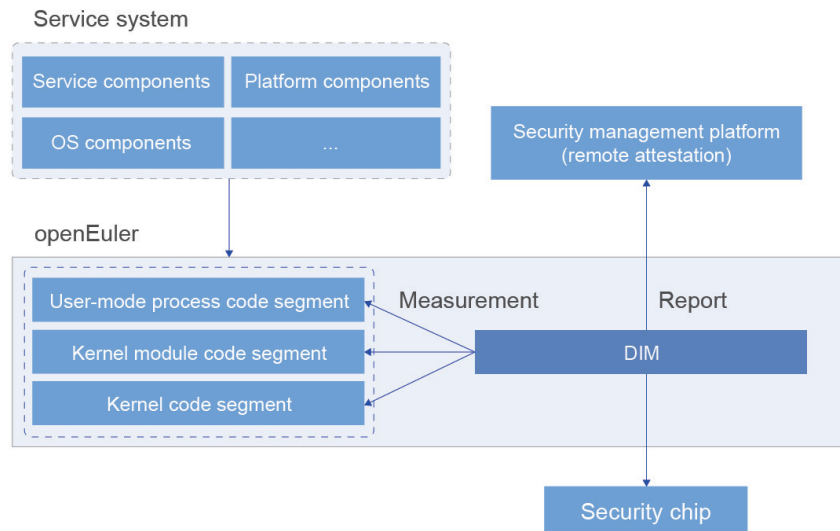 Service system
Service components
Platform components
OS components
...
Security management platform
(remote attestation)
openEuler
User-mode process code segment
Measurement
Report
Kernel module code segment
DIM
Kernel code segment
Security chip